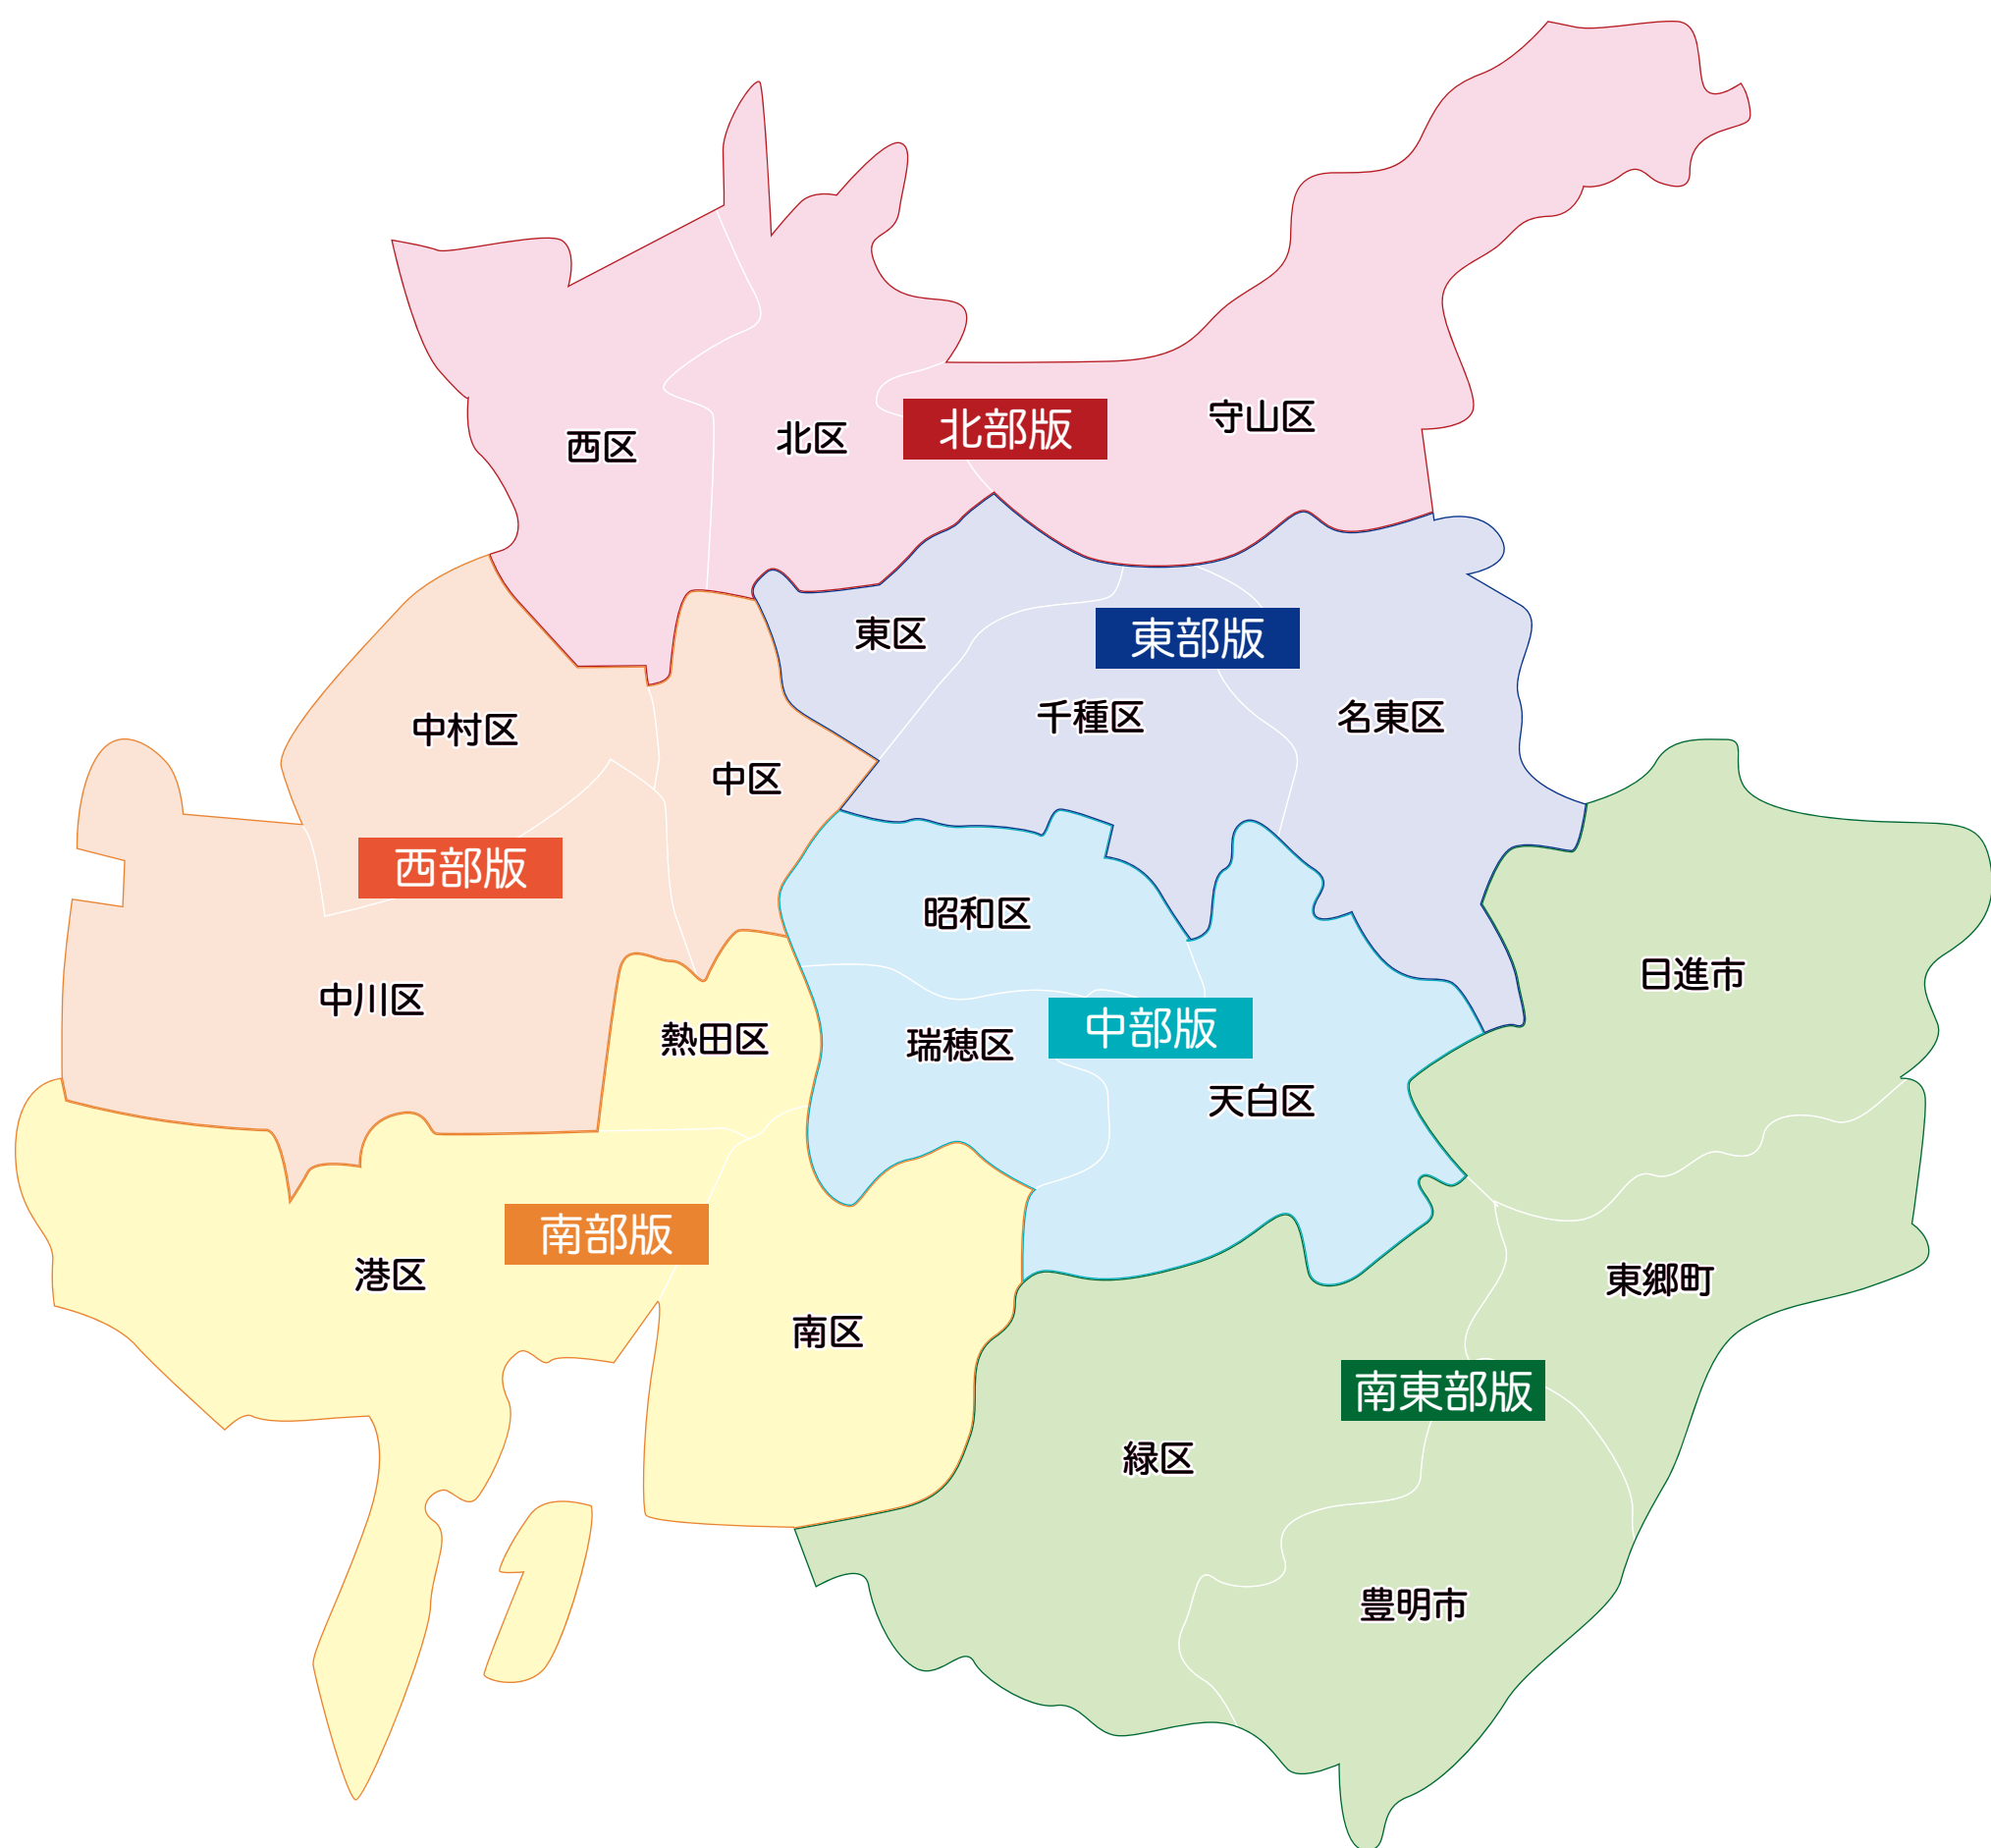 守山区
北部版
北区
西区
東区
東部版
千種区
名東区
中村区
中区
西部版
昭和区
日進市
中川区
熱田区
瑞穂区
中部版
天白区
南部版
港区
東郷町
南区
南東部版
緑区
豊明市